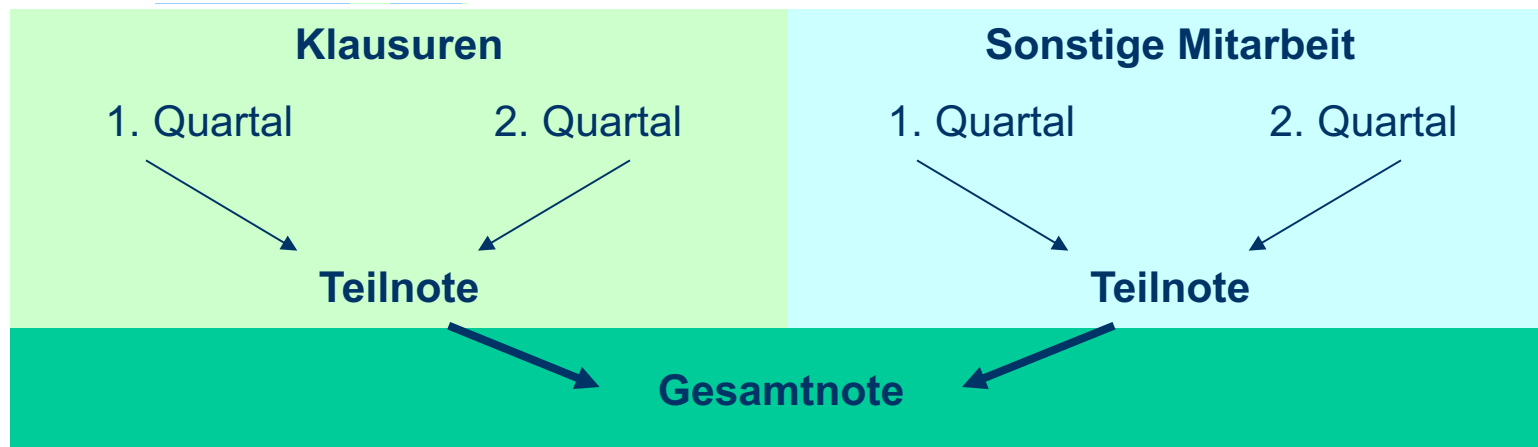 Klausuren
Sonstige Mitarbeit
1. Quartal
2. Quartal
1. Quartal
2. Quartal
Teilnote
Teilnote
Gesamtnote